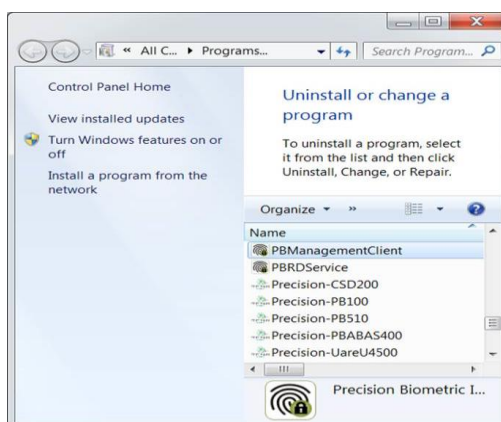 « All C... ▸ Programs... Search Program...
Control Panel Home
View installed updates
Turn Windows features on or
off
Install a program from the
network
Uninstall or change a
program
To uninstall a program, select
it from the list and then click
Uninstall, Change, or Repair.
Organize »
Name
PBManagementClient
PBRDService
Precision-CSD200
Precision-PB100
Precision-PB510
Precision-PBABAS400
Precision-UareU4500
Precision Biometric I...